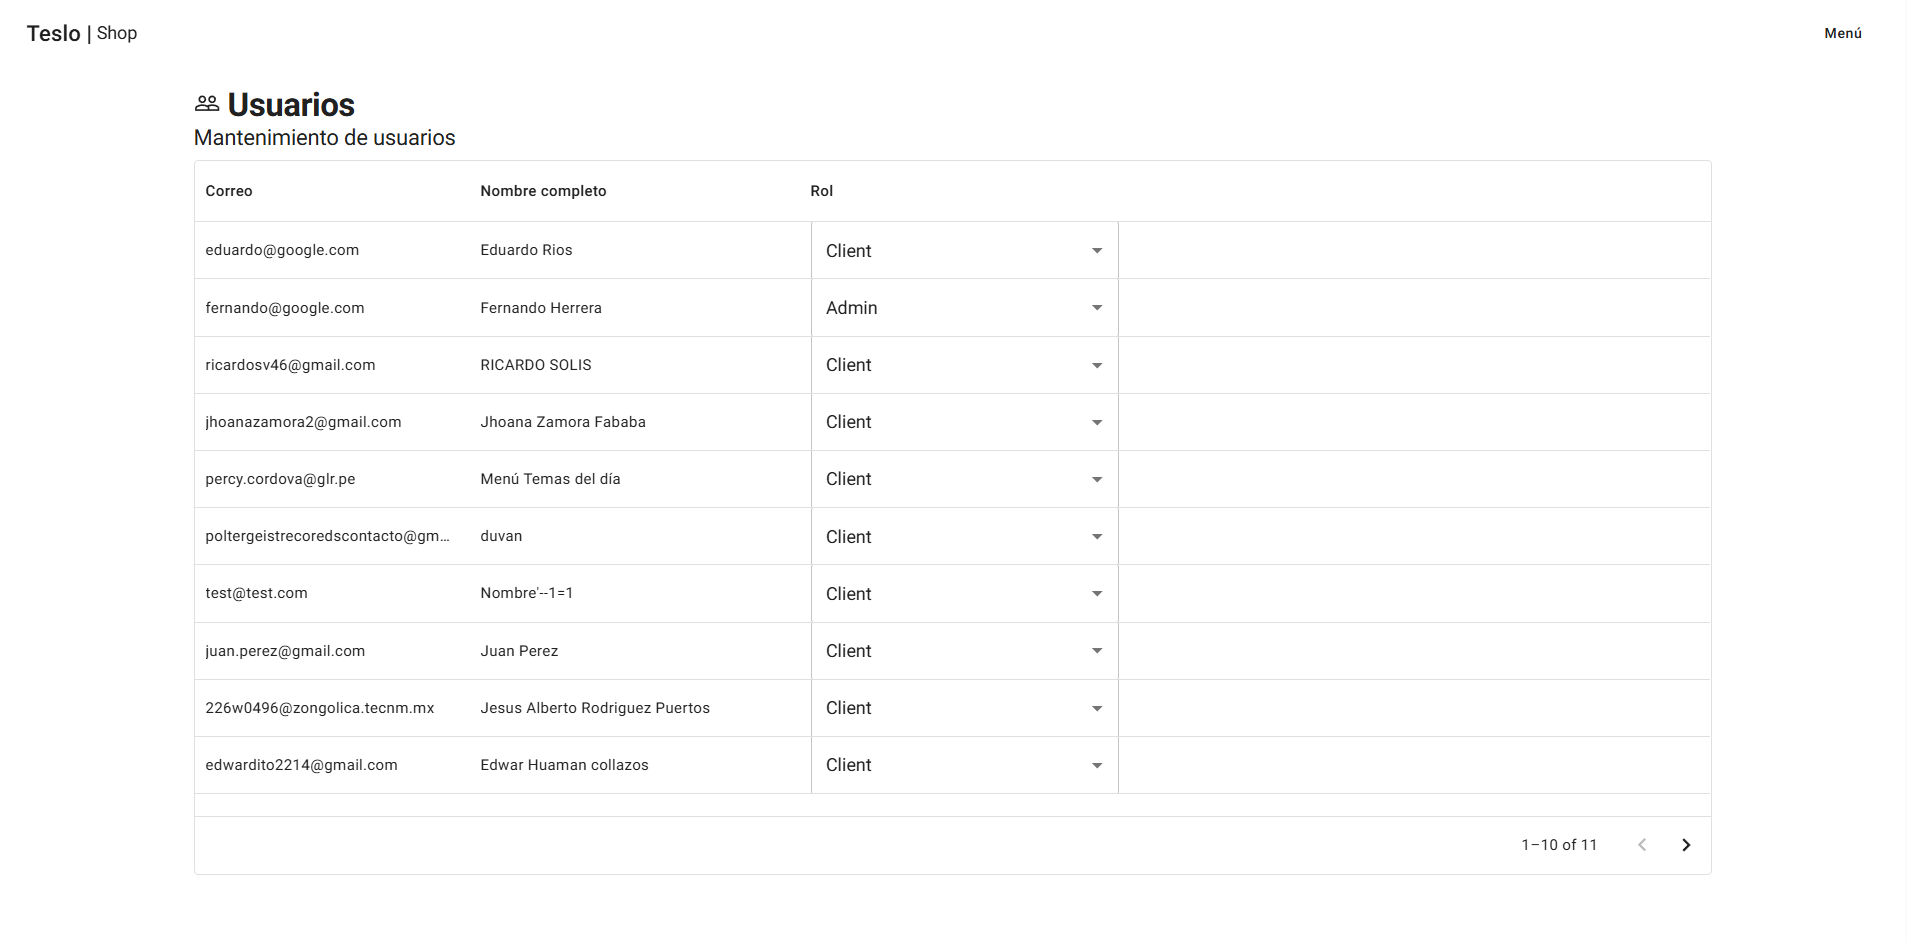 Teslo | Shop
Menú
Usuarios
Mantenimiento de usuarios
Correo Nombre completo Rol
eduardo@google.com Eduardo Rios Client
fernando@google.com Fernando Herrera Admin
ricardosv46@gmail.com RICARDO SOLIS Client
jhoanazamora2@gmail.com Jhoana Zamora Fababa Client
percy.cordova@glr.pe Menú Temas del día Client
poltergeistrecoredscontacto@gm... duvan Client
test@test.com Nombre'--1=1 Client
juan.perez@gmail.com Juan Perez Client
226w0496@zongolica.tecnm.mx Jesus Alberto Rodriguez Puertos Client
edwardito2214@gmail.com Edwar Huaman collazos Client
1–10 of 11